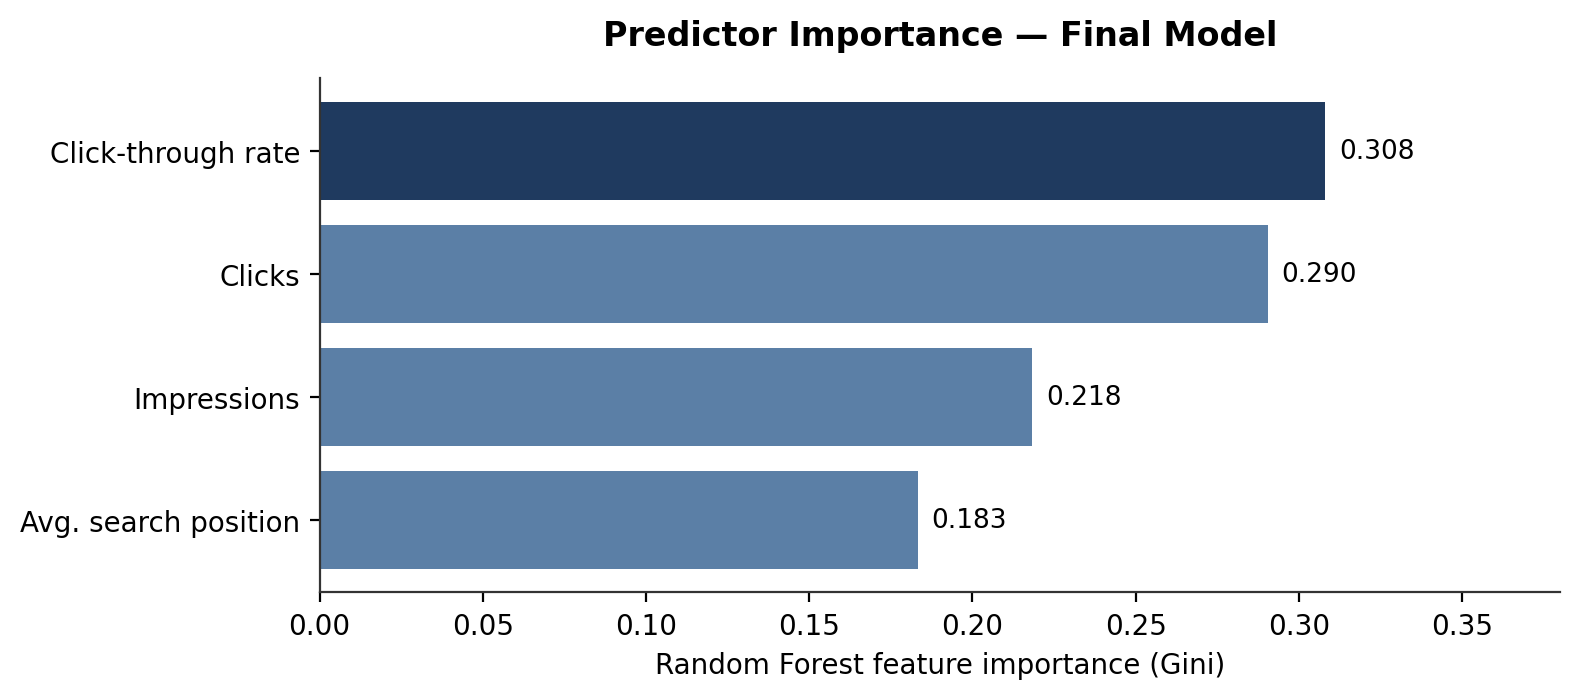 Predictor Importance — Final Model
Click-through rate
0.308
Clicks
0.290
Impressions
0.218
Avg. search position
0.183
0.00 0.05 0.10 0.15 0.20 0.25 0.30 0.35
Random Forest feature importance (Gini)